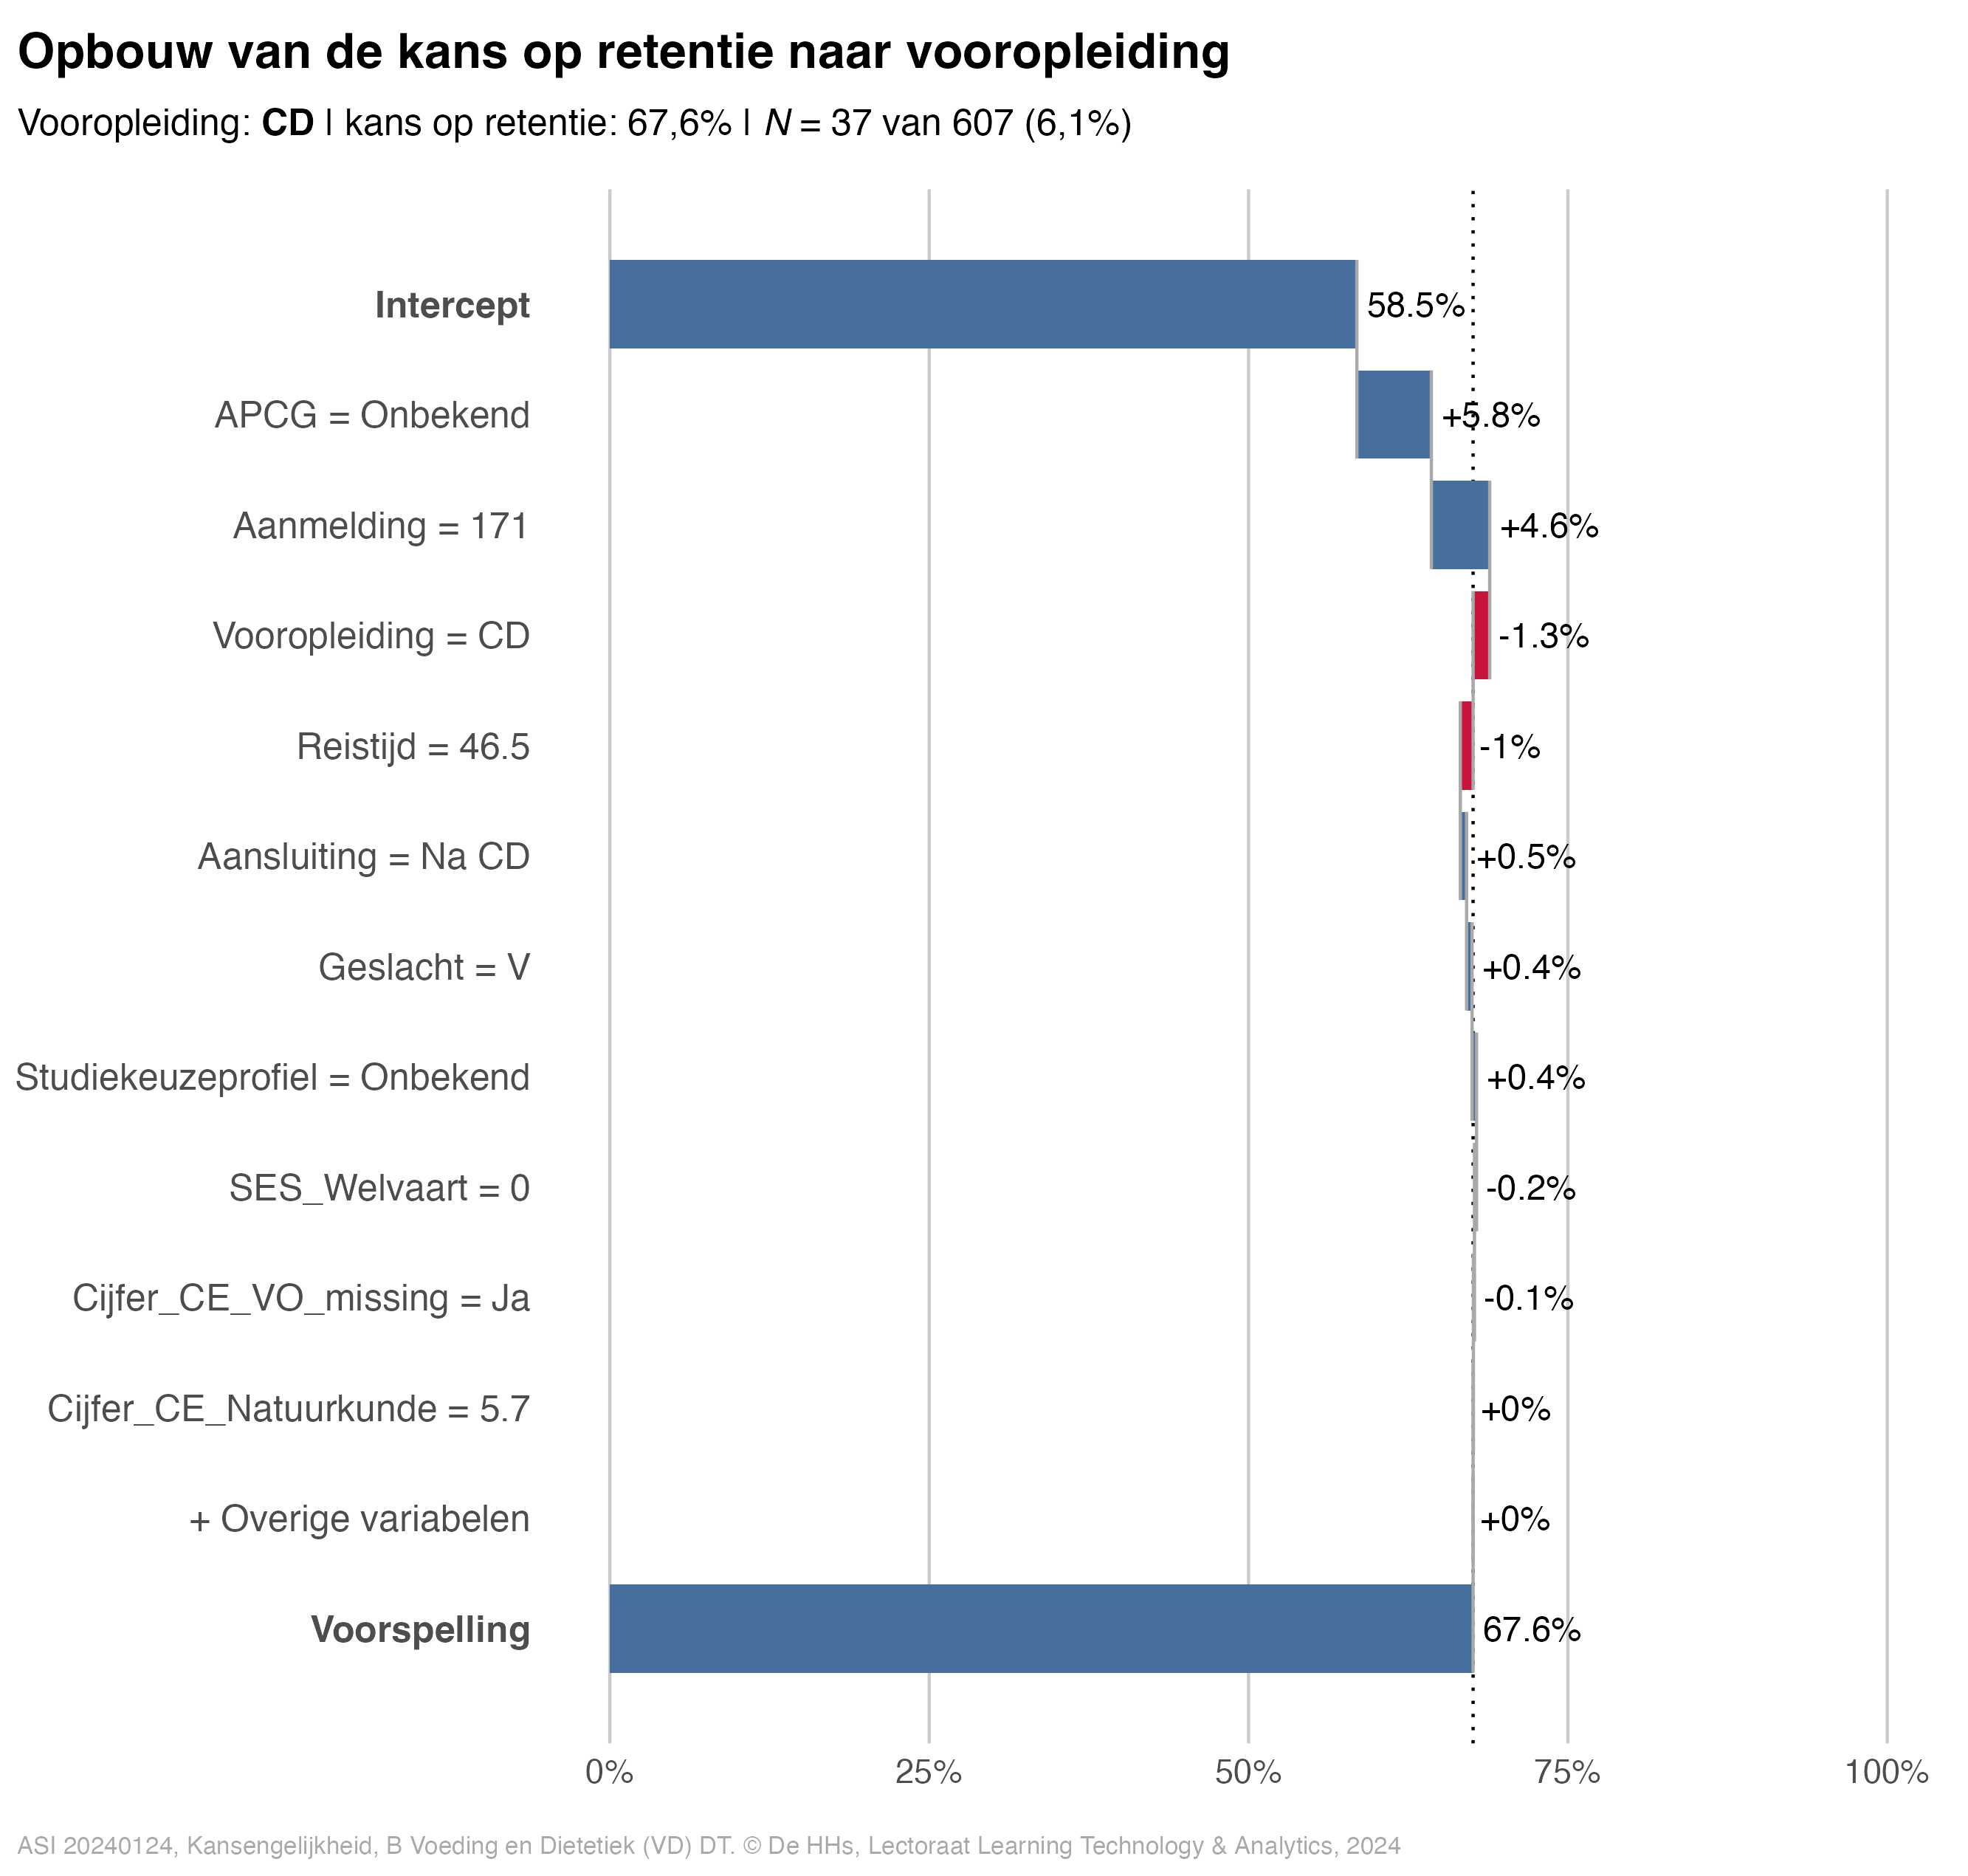 Opbouw van de kans op retentie naar vooropleiding
Vooropleiding: CD | kans op retentie: 67,6% | N = 37 van 607 (6,1%)
Intercept 58.5%
APCG = Onbekend +5.8%
Aanmelding = 171 +4.6%
Vooropleiding = CD -1.3%
Reistijd = 46.5 -1%
Aansluiting = Na CD +0.5%
Geslacht = V +0.4%
Studiekeuzeprofiel = Onbekend +0.4%
SES_Welvaart = 0 -0.2%
Cijfer_CE_VO_missing = Ja -0.1%
Cijfer_CE_Natuurkunde = 5.7 +0%
+ Overige variabelen +0%
Voorspelling 67.6%
0% 25% 50% 75% 100%
ASI 20240124, Kansengelijkheid, B Voeding en Dietetiek (VD) DT. © De HHs, Lectoraat Learning Technology & Analytics, 2024